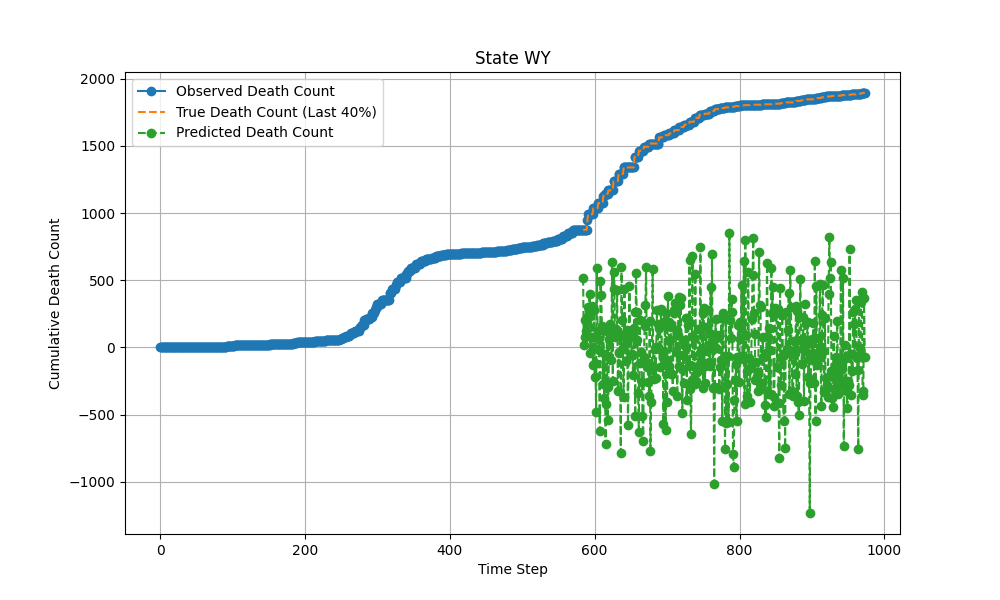 State WY
Observed Death Count
True Death Count (Last 40%)
Predicted Death Count
Cumulative Death Count
2000
1500
1000
500
0
−500
−1000
0
200
400
600
800
1000
Time Step